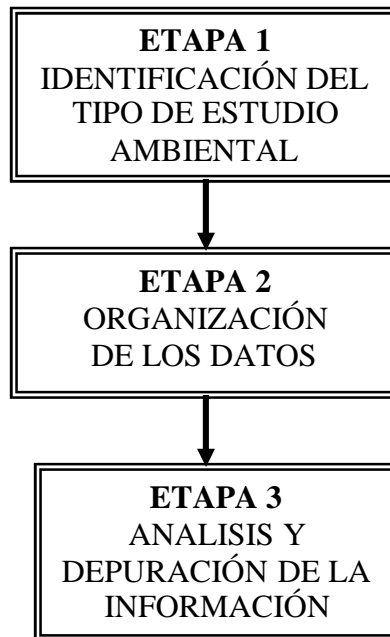 ETAPA 1
IDENTIFICACIÓN DEL
TIPO DE ESTUDIO
AMBIENTAL
ETAPA 2
ORGANIZACIÓN
DE LOS DATOS
ETAPA 3
ANALISIS Y
DEPURACIÓN DE LA
INFORMACIÓN